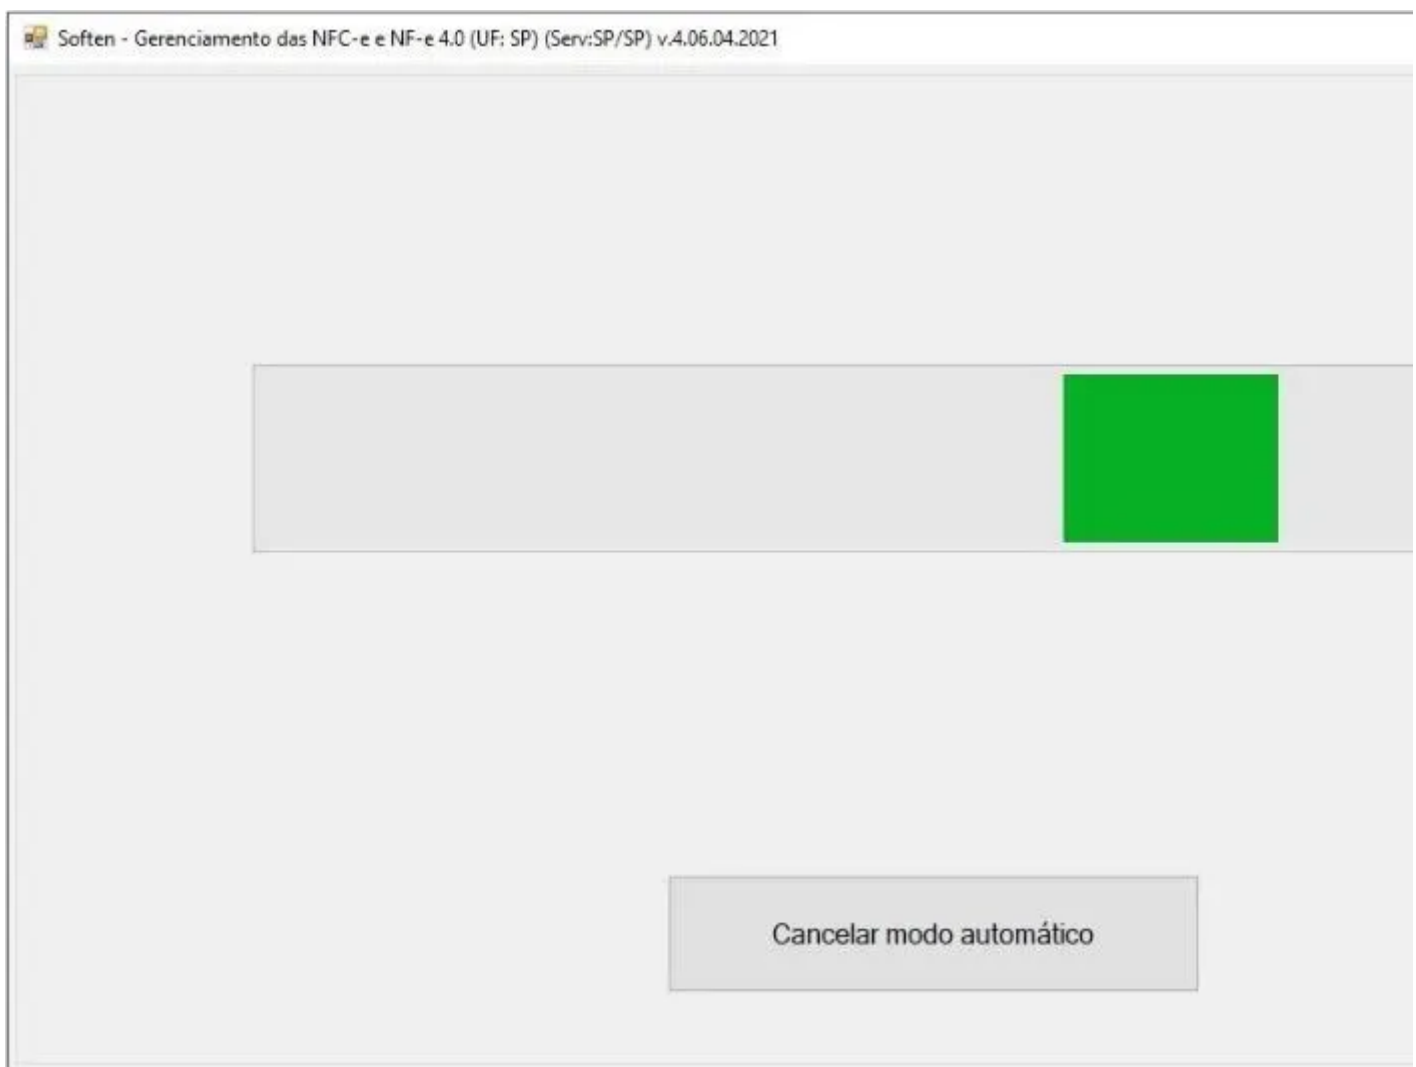 Soften - Gerenciamento das NFC-e e NF-e 4.0 (UF: SP) (Serv:SP/SP) v.4.06.04.2021
Cancelar modo automático